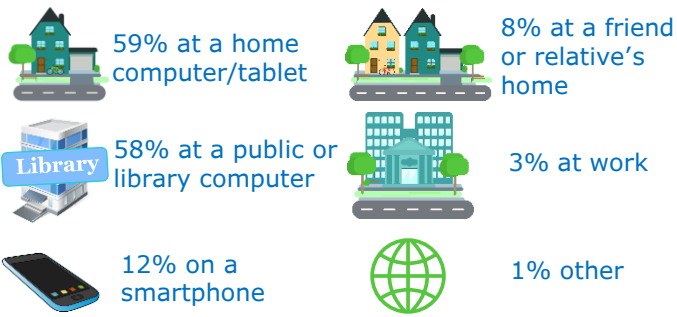 59% at a home
computer/tablet
8% at a friend
or relative's
home
Library
58% at a public or
library computer
3% at work
12% on a
smartphone
1% other